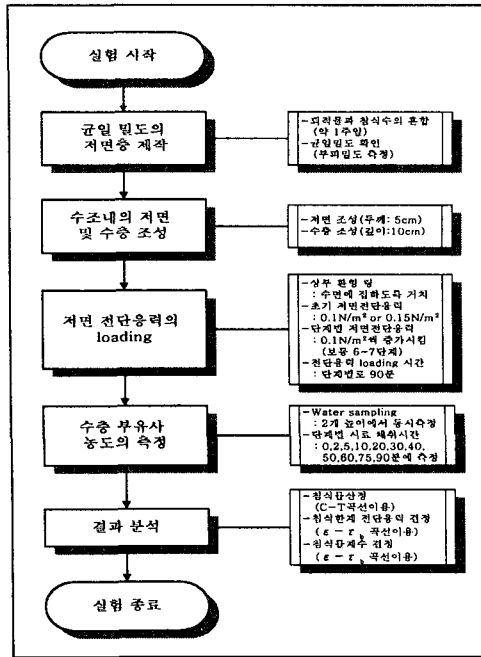 실험 시작
균일 밀도의
저면층 제작
-퇴적물과 침식수의 혼합
(약 1주일)
-균일밀도 확인
(부피밀도 측정)
수조내의 저면
및 수층 조성
-저면 조성(두께: 5cm)
-수층 조성(깊이:10cm)
저면 전단응력의
loading
-상부 환형 링
: 수면에 접하도록 거치
-초기 저면전단응력
: 0.1N/m² or 0.15N/m²
-단계별 저면전단응력
: 0.1N/m²씩 증가시킴
(보통 6~7단계)
-전단응력 loading 시간
: 단계별로 90분
수층 부유사
농도의 측정
-Water sampling
: 2개 높이에서 동시측정
-단계별 시료 채취시간
: 0,2,5,10,20,30,40,
50,60,75,90분에 측정
결과 분석
-침식률산정
(C-T곡선이용)
-침식한계 전단응력 결정
(ε - τb 곡선이용)
-침식률계수 결정
(ε - τb 곡선이용)
실험 종료